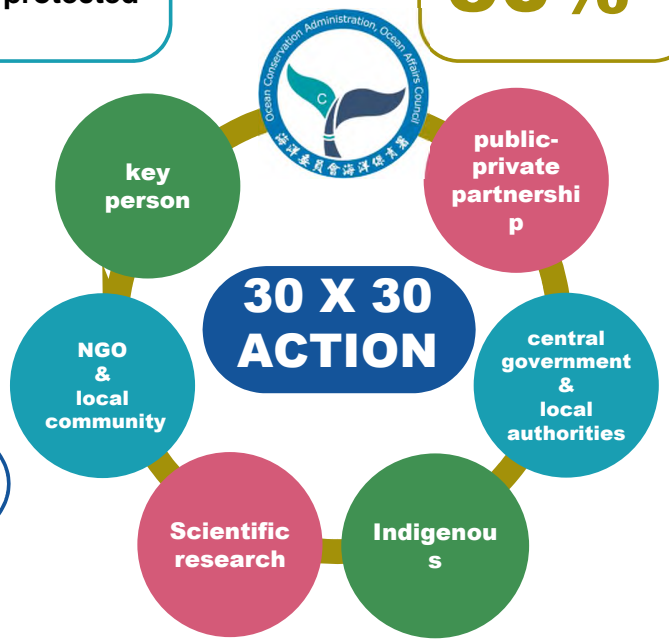 protected
Ocean Conservation Administration, Ocean Affairs Council
C
海洋委員會海洋保育署
key
person
public-
private
partnershi
p
30 X 30
ACTION
NGO
&
local
community
central
government
&
local
authorities
Scientific
research
Indigenou
s